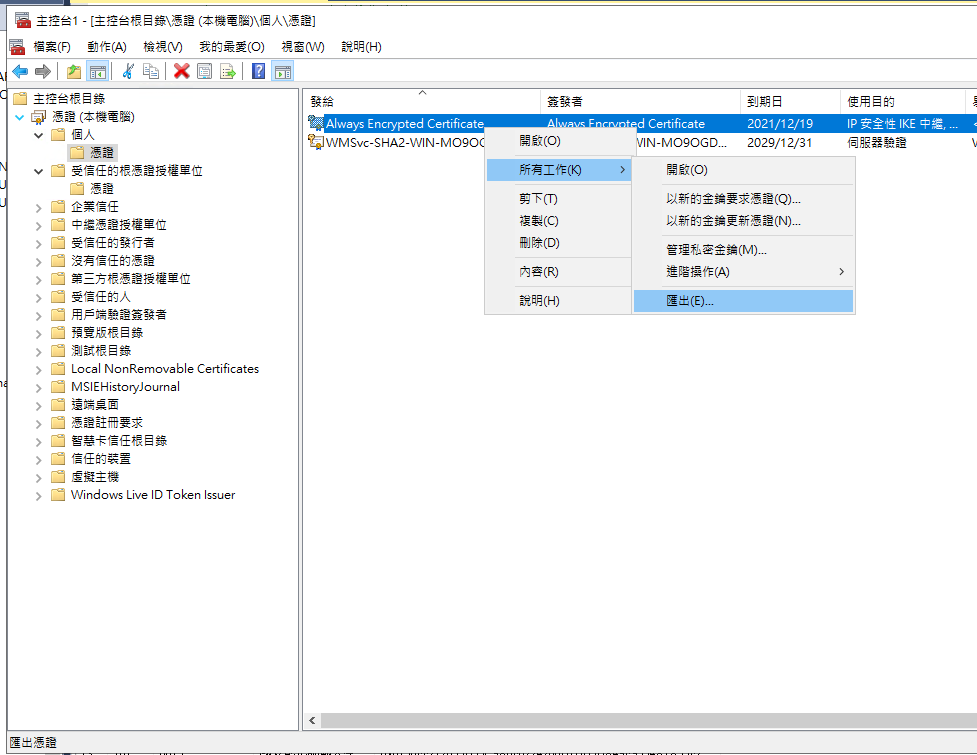 主控台1 - [主控台根目錄\憑證 (本機電腦)\個人\憑證]
檔案(F) 動作(A) 檢視(V) 我的最愛(O) 視窗(W) 說明(H)
主控台根目錄
憑證 (本機電腦)
個人
憑證
受信任的根憑證授權單位
憑證
企業信任
中繼憑證授權單位
受信任的發行者
沒有信任的憑證
第三方根憑證授權單位
受信任的人
用戶端驗證簽發者
預覽版根目錄
測試根目錄
Local NonRemovable Certificates
MSIEHistoryJournal
遠端桌面
憑證註冊要求
智慧卡信任根目錄
信任的裝置
虛擬主機
Windows Live ID Token Issuer
發給 簽發者 到期日 使用目的
Always Encrypted Certificate Always Encrypted Certificate 2021/12/19 IP 安全性 IKE 中繼, ...
WMSvc-SHA2-WIN-MO9OG WIN-MO9OGD... 2029/12/31 伺服器驗證
開啟(O)
所有工作(K)
剪下(T)
複製(C)
刪除(D)
內容(R)
說明(H)
開啟(O)
以新的金鑰要求憑證(Q)...
以新的金鑰更新憑證(N)...
管理私密金鑰(M)...
進階操作(A)
匯出(E)...
匯出憑證